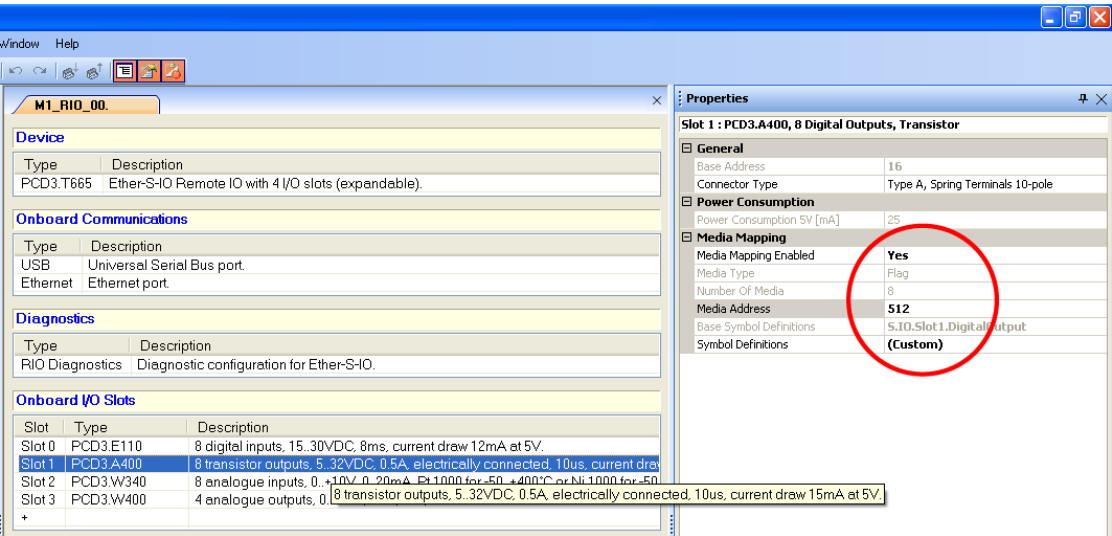 Window Help
M1_RIO_00.
Device
Type Description
PCD3.T665 Ether-S-IO Remote IO with 4 I/O slots (expandable).
Onboard Communications
Type Description
USB Universal Serial Bus port.
Ethernet Ethernet port.
Diagnostics
Type Description
RIO Diagnostics Diagnostic configuration for Ether-S-IO.
Onboard I/O Slots
Slot Type Description
Slot 0 PCD3.E110 8 digital inputs, 15..30VDC, 8ms, current draw 12mA at 5V.
Slot 1 PCD3.A400 8 transistor outputs, 5..32VDC, 0.5A, electrically connected, 10us, current dra
Slot 2 PCD3.W340 8 analogue inputs, 0..+10V, 0..20mA, Pt 1000 for -50..+400°C or Ni 1000 for -50
Slot 3 PCD3.W400 4 analogue outputs, 0.
8 transistor outputs, 5..32VDC, 0.5A, electrically connected, 10us, current draw 15mA at 5V.
+
Properties
Slot 1 : PCD3.A400, 8 Digital Outputs, Transistor
General
Base Address 16
Connector Type Type A, Spring Terminals 10-pole
Power Consumption
Power Consumption 5V [mA] 25
Media Mapping
Media Mapping Enabled Yes
Media Type Flag
Number Of Media 8
Media Address 512
Base Symbol Definitions S.IO.Slot1.DigitalOutput
Symbol Definitions (Custom)